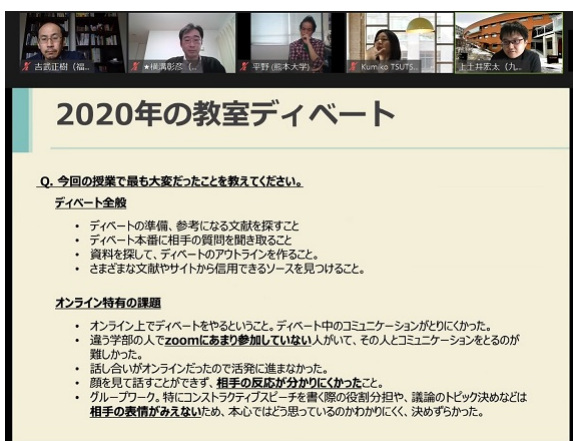 吉武正樹 (福...
★横溝彰彦 (...
平野 (熊本大学)
Kumiko TSUTS...
上土井宏太 (九...
2020年の教室ディベート
Q. 今回の授業で最も大変だったことを教えてください。
ディベート全般
• ディベートの準備、参考になる文献を探すこと
• ディベート本番に相手の質問を聞き取ること
• 資料を探して、ディベートのアウトラインを作ること。
• さまざまな文献やサイトから信用できるソースを見つけること。
オンライン特有の課題
• オンライン上でディベートをやるということ。ディベート中のコミュニケーションがとりにくかった。
• 違う学部の人でzoomにあまり参加していない人がいて、その人とコミュニケーションをとるのが
難しかった。
• 話し合いがオンラインだったので活発に進まなかった。
• 顔を見て話すことができず、相手の反応が分かりにくかったこと。
• グループワーク。特にコンストラクティブスピーチを書く際の役割分担や、議論のトピック決めなどは
相手の表情がみえないため、本心ではどう思っているのかわかりにくく、決めずらかった。